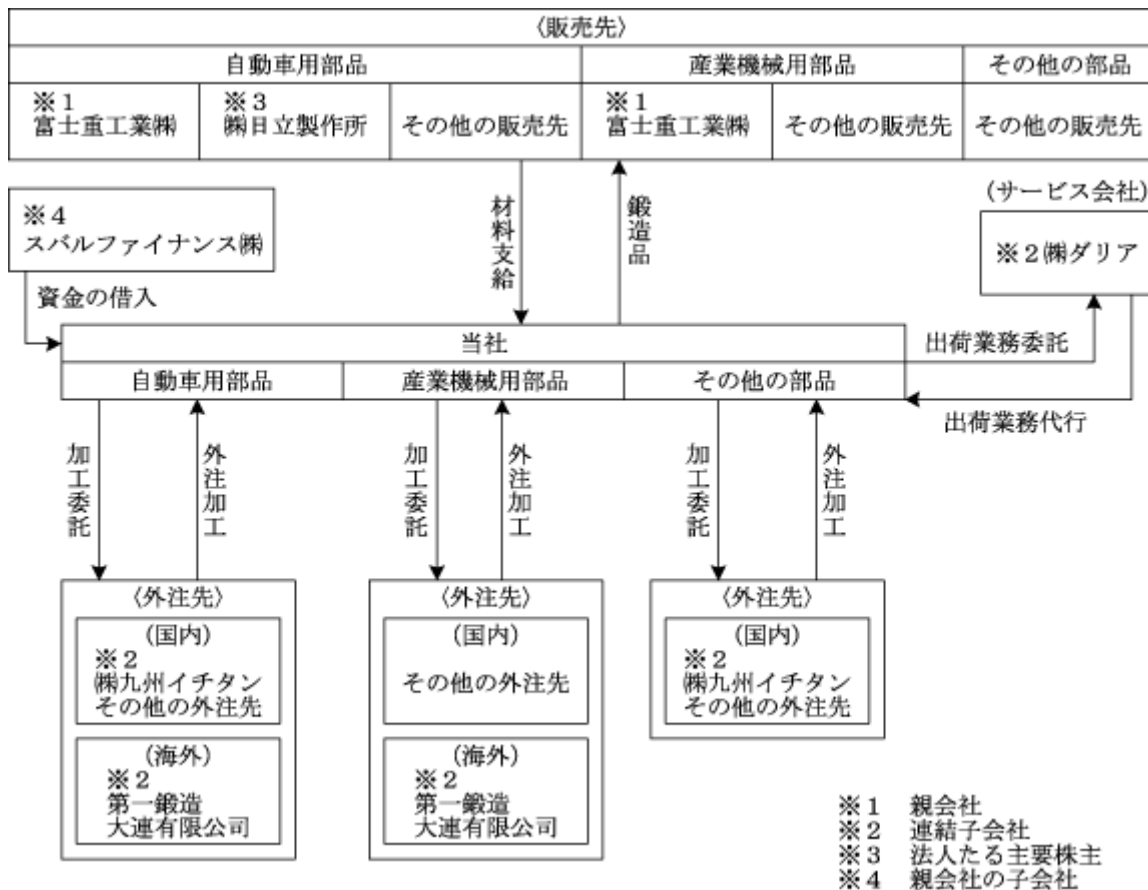 〈販売先〉
自動車用部品
産業機械用部品
その他の部品
※１
富士重工業㈱
※３
㈱日立製作所
その他の販売先
※１
富士重工業㈱
その他の販売先
その他の販売先
※４
スバルファイナンス㈱
資金の借入
材料支給
鍛造品
(サービス会社)
※２㈱ダリア
当社
自動車用部品
産業機械用部品
その他の部品
出荷業務委託
出荷業務代行
加工委託
外注加工
加工委託
外注加工
加工委託
外注加工
〈外注先〉
(国内)
※２
㈱九州イチタン
その他の外注先
(海外)
※２
第一鍛造
大連有限公司
〈外注先〉
(国内)
その他の外注先
(海外)
※２
第一鍛造
大連有限公司
〈外注先〉
(国内)
※２
㈱九州イチタン
その他の外注先
※１　親会社
※２　連結子会社
※３　法人たる主要株主
※４　親会社の子会社